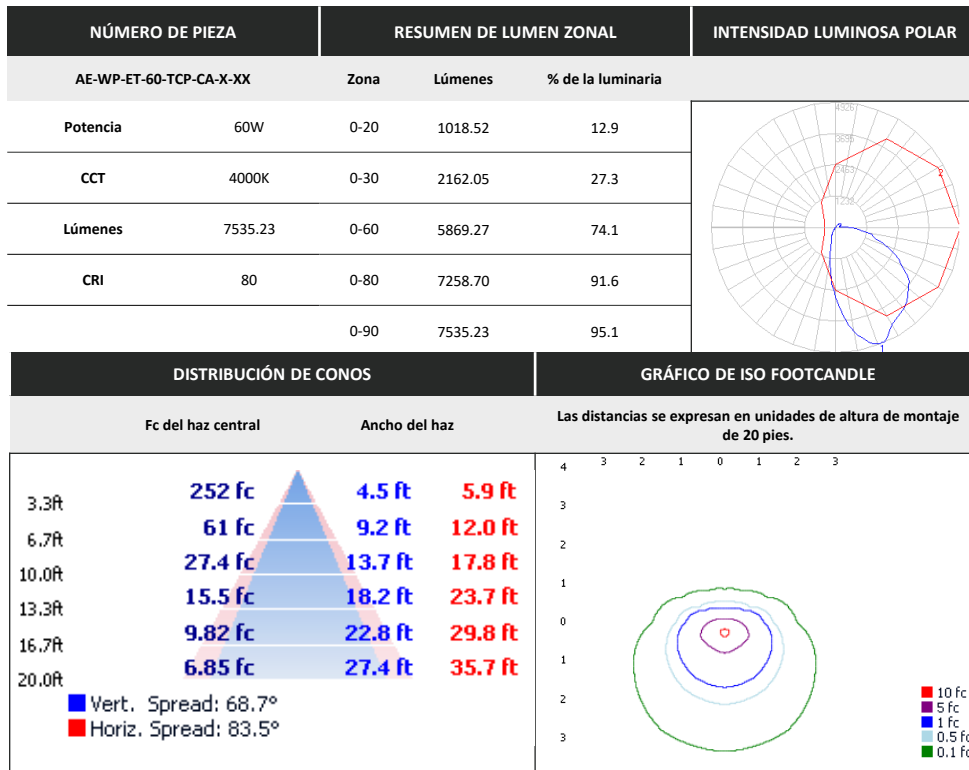 NÚMERO DE PIEZA
RESUMEN DE LUMEN ZONAL
INTENSIDAD LUMINOSA POLAR
AE-WP-ET-60-TCP-CA-X-XX
Zona
Lúmenes
% de la luminaria
Potencia
60W
0-20
1018.52
12.9
CCT
4000K
0-30
2162.05
27.3
Lúmenes
7535.23
0-60
5869.27
74.1
CRI
80
0-80
7258.70
91.6
0-90
7535.23
95.1
4926
3695
2463
1232
2
1
DISTRIBUCIÓN DE CONOS
GRÁFICO DE ISO FOOTCANDLE
Fc del haz central
Ancho del haz
Las distancias se expresan en unidades de altura de montaje
de 20 pies.
3.3ft
252 fc
4.5 ft
5.9 ft
6.7ft
61 fc
9.2 ft
12.0 ft
10.0ft
27.4 fc
13.7 ft
17.8 ft
13.3ft
15.5 fc
18.2 ft
23.7 ft
16.7ft
9.82 fc
22.8 ft
29.8 ft
20.0ft
6.85 fc
27.4 ft
35.7 ft
Vert. Spread: 68.7°
Horiz. Spread: 83.5°
4 3 2 1 0 1 2 3
3
2
1
0
1
2
3
10 fc
5 fc
1 fc
0.5 fc
0.1 fc